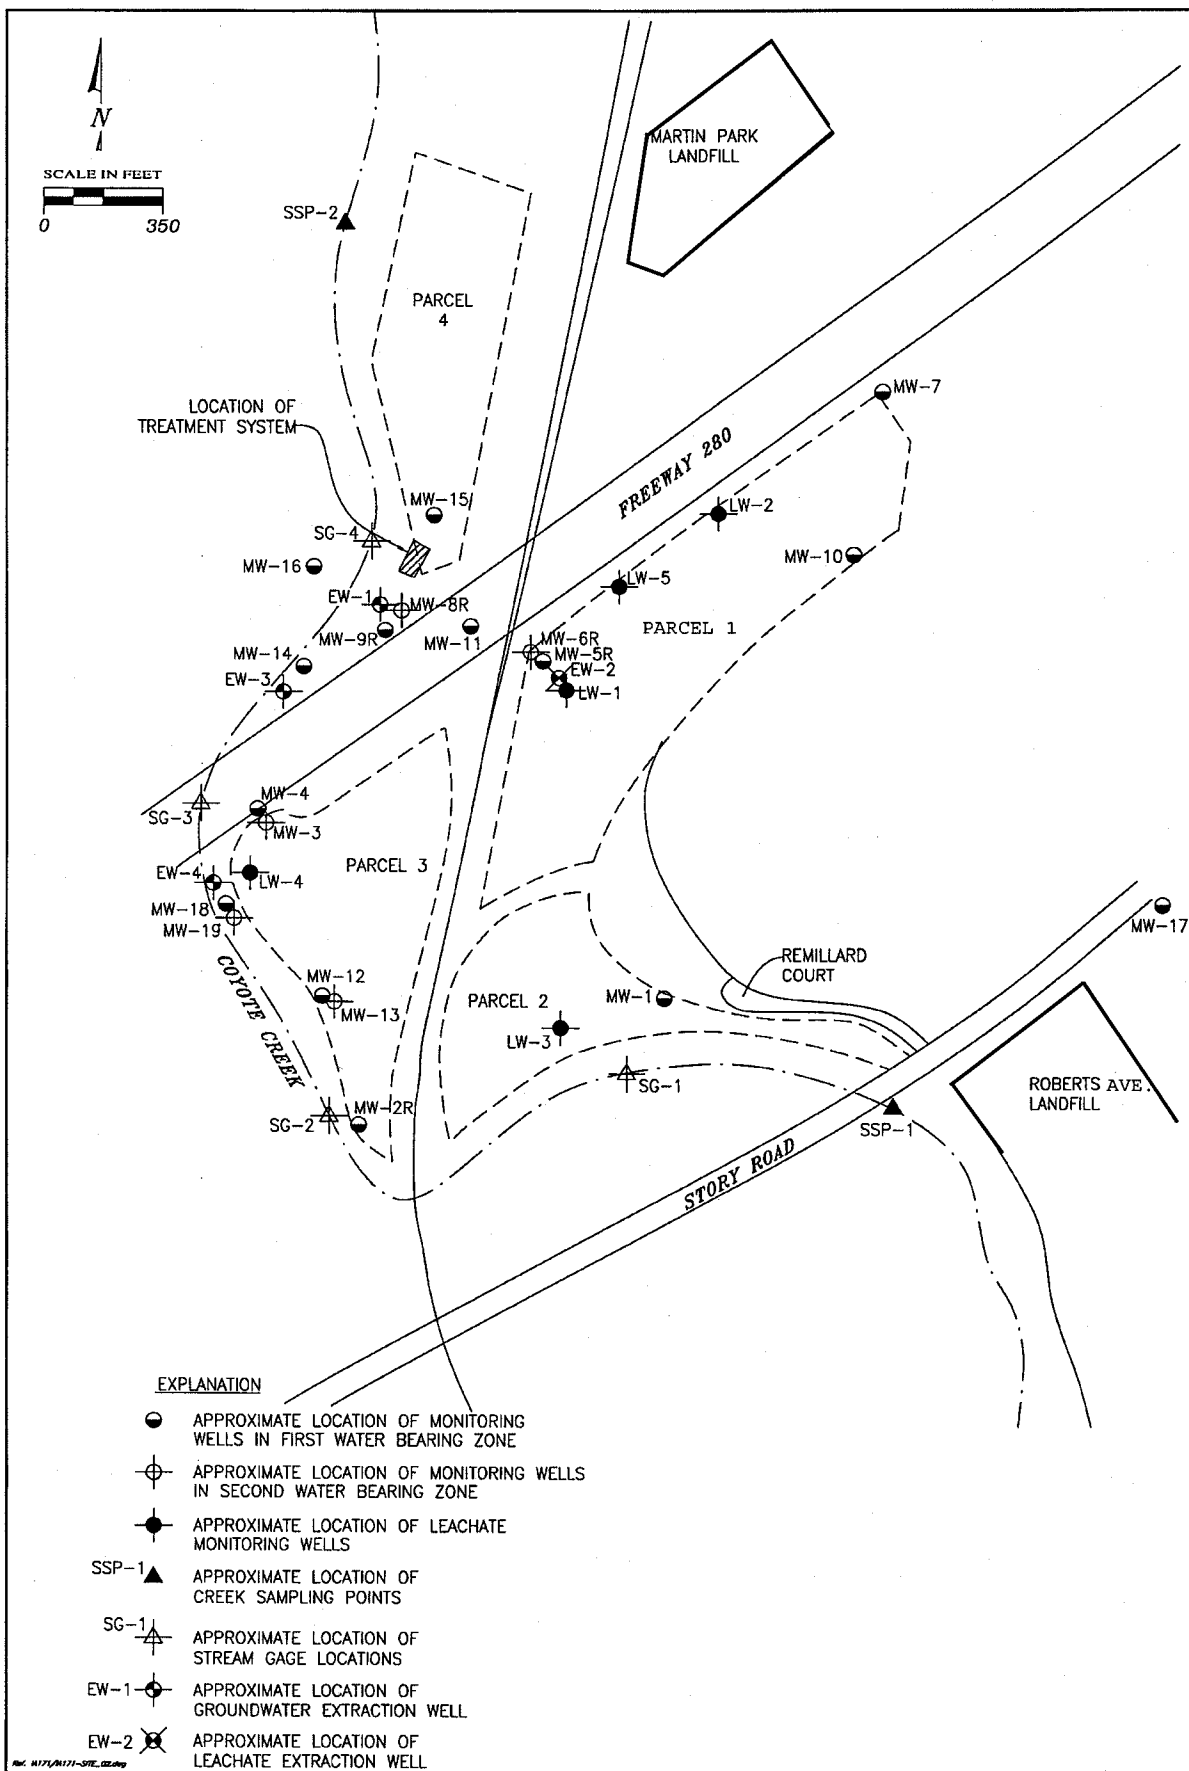 N
SCALE IN FEET
0 350
MARTIN PARK
LANDFILL
SSP-2
PARCEL
4
LOCATION OF
TREATMENT SYSTEM
MW-7
FREEWAY 280
MW-15
LW-2
SG-4
MW-10
MW-16
LW-5
EW-1
MW-8R
MW-9R
MW-11
PARCEL 1
MW-6R
MW-5R
MW-14
EW-2
EW-3
LW-1
MW-4
SG-3
MW-3
PARCEL 3
EW-4
LW-4
MW-18
MW-19
MW-17
COYOTE CREEK
REMILLARD
COURT
MW-12
MW-13
PARCEL 2
MW-1
LW-3
SG-1
ROBERTS AVE.
LANDFILL
MW-2R
SG-2
SSP-1
STORY ROAD
EXPLANATION
APPROXIMATE LOCATION OF MONITORING
WELLS IN FIRST WATER BEARING ZONE
APPROXIMATE LOCATION OF MONITORING WELLS
IN SECOND WATER BEARING ZONE
APPROXIMATE LOCATION OF LEACHATE
MONITORING WELLS
SSP-1 APPROXIMATE LOCATION OF
CREEK SAMPLING POINTS
SG-1 APPROXIMATE LOCATION OF
STREAM GAGE LOCATIONS
EW-1 APPROXIMATE LOCATION OF
GROUNDWATER EXTRACTION WELL
EW-2 APPROXIMATE LOCATION OF
LEACHATE EXTRACTION WELL